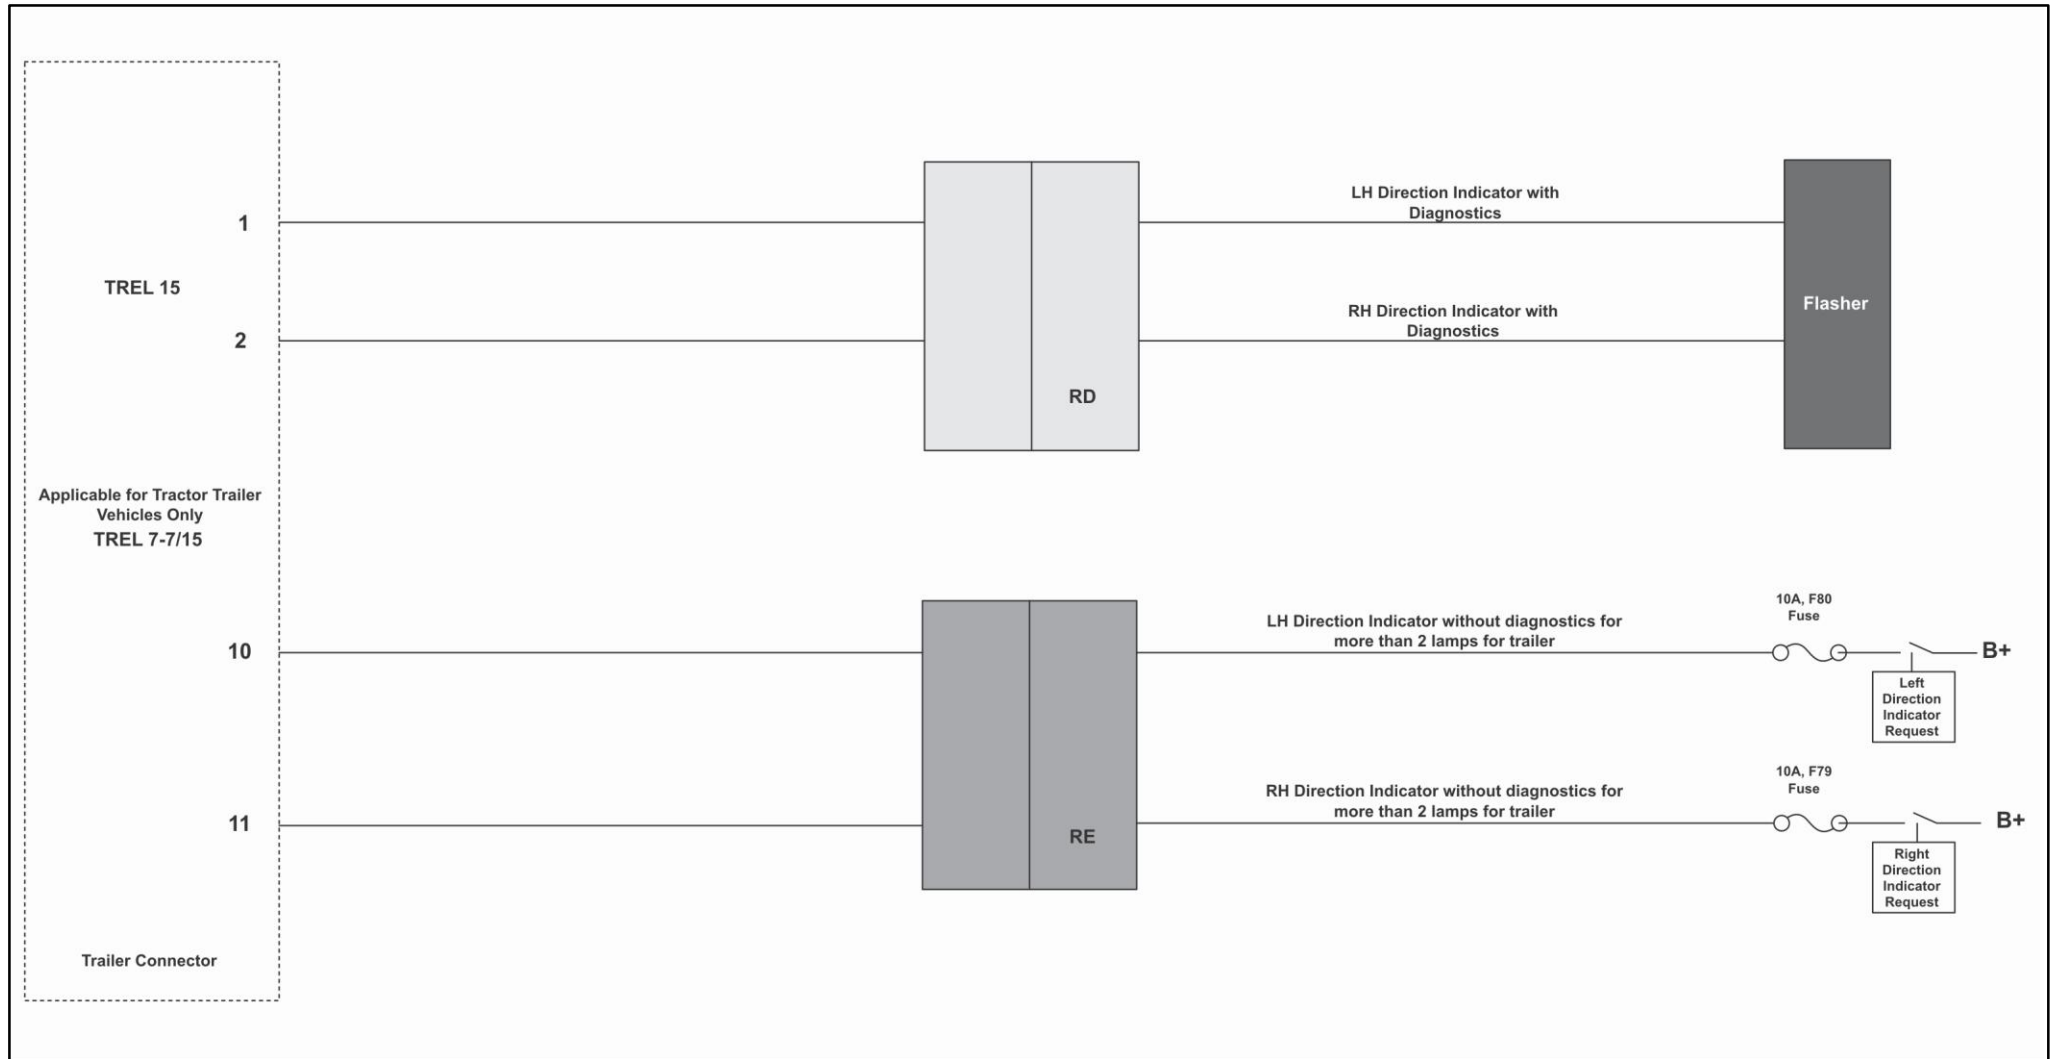 LH Direction Indicator with
Diagnostics
1
TREL 15
RH Direction Indicator with
Diagnostics
2
Flasher
RD
Applicable for Tractor Trailer
Vehicles Only
TREL 7-7/15
10A, F80
Fuse
LH Direction Indicator without diagnostics for
more than 2 lamps for trailer
10
B+
Left
Direction
Indicator
Request
10A, F79
Fuse
RH Direction Indicator without diagnostics for
more than 2 lamps for trailer
11
B+
RE
Right
Direction
Indicator
Request
Trailer Connector